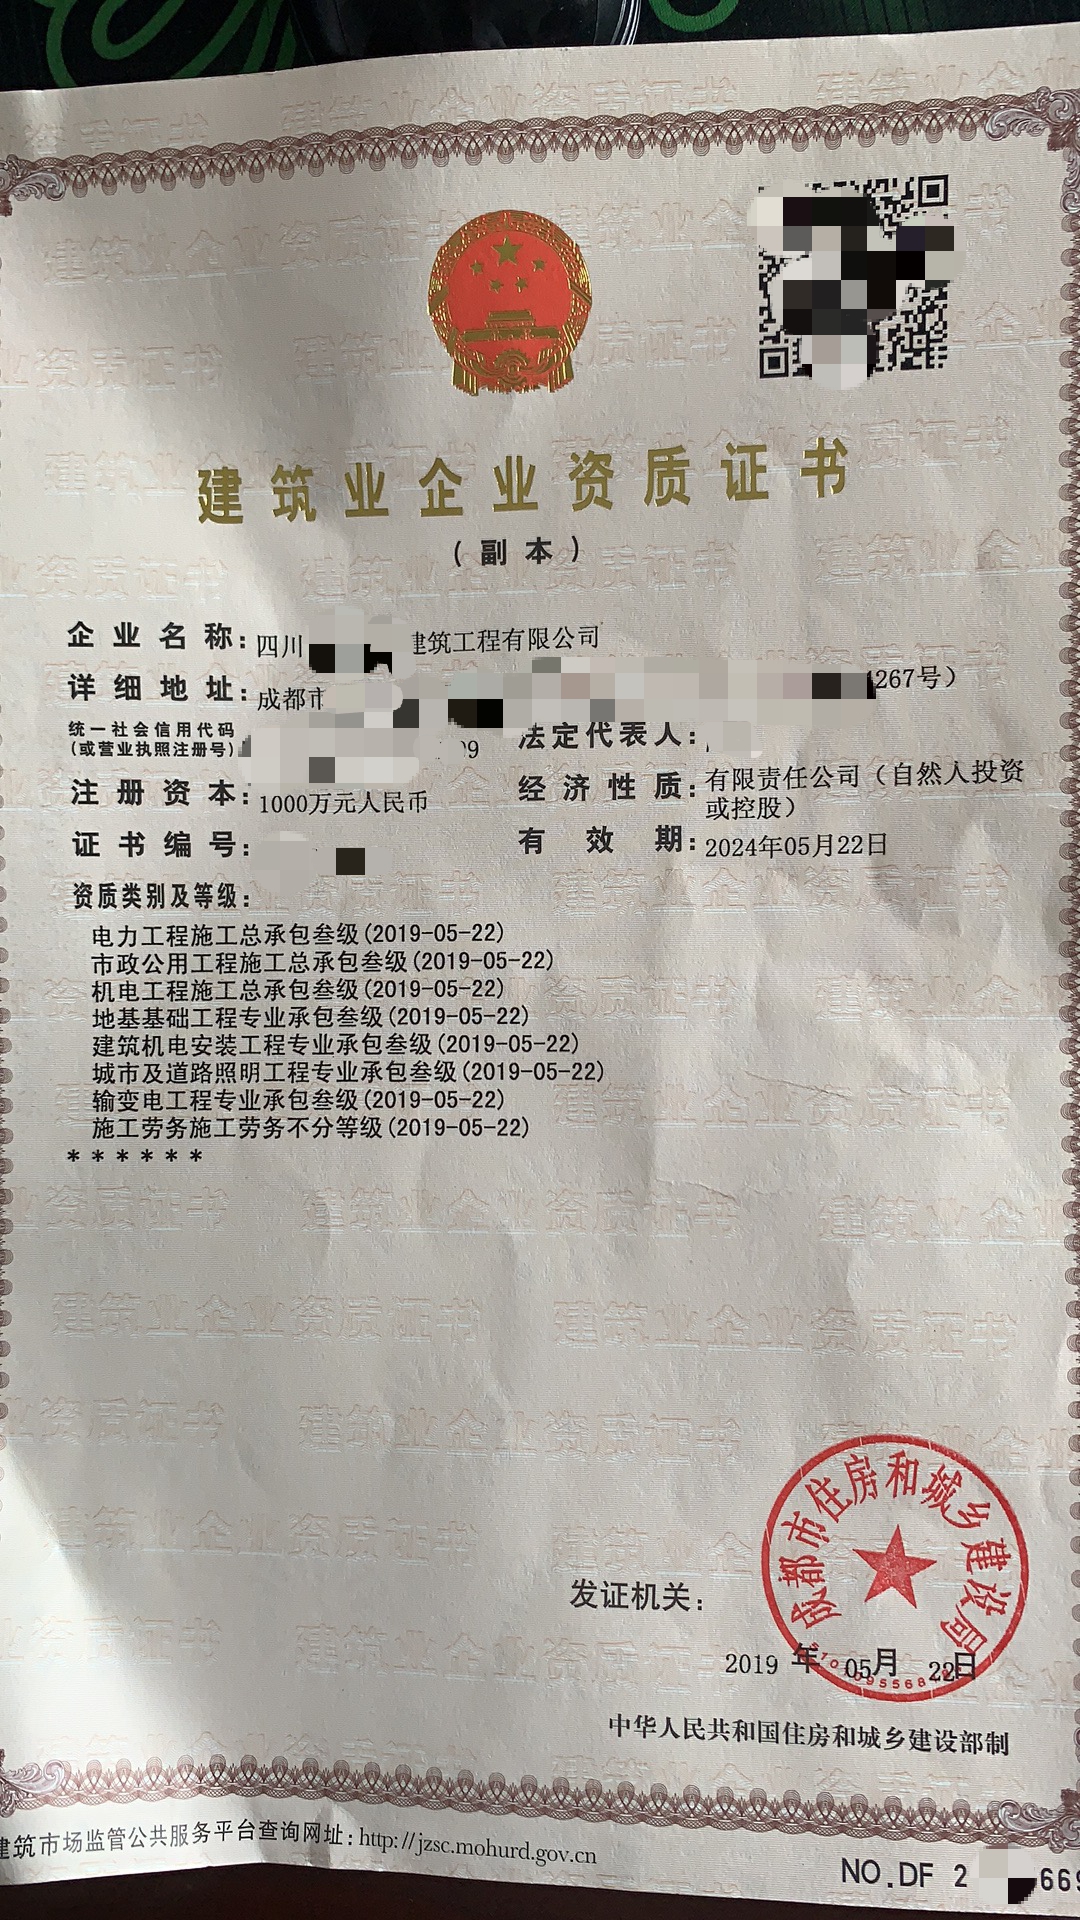 建筑业企业资质证书
(副本)
企业名称:四川 建筑工程有限公司
详细地址:成都市 267号)
统一社会信用代码
(或营业执照注册号) 9 法定代表人:
注册资本:1000万元人民币 经济性质:有限责任公司(自然人投资
或控股)
证书编号: 有效期:2024年05月22日
资质类别及等级:
电力工程施工总承包叁级(2019-05-22)
市政公用工程施工总承包叁级(2019-05-22)
机电工程施工总承包叁级(2019-05-22)
地基基础工程专业承包叁级(2019-05-22)
建筑机电安装工程专业承包叁级(2019-05-22)
城市及道路照明工程专业承包叁级(2019-05-22)
输变电工程专业承包叁级(2019-05-22)
施工劳务施工劳务不分等级(2019-05-22)
******
成都市住房和城乡建设局
发证机关:
2019 年 05月 22日
中华人民共和国住房和城乡建设部制
建筑市场监管公共服务平台查询网址:http://jzsc.mohurd.gov.cn
NO.DF 2 669